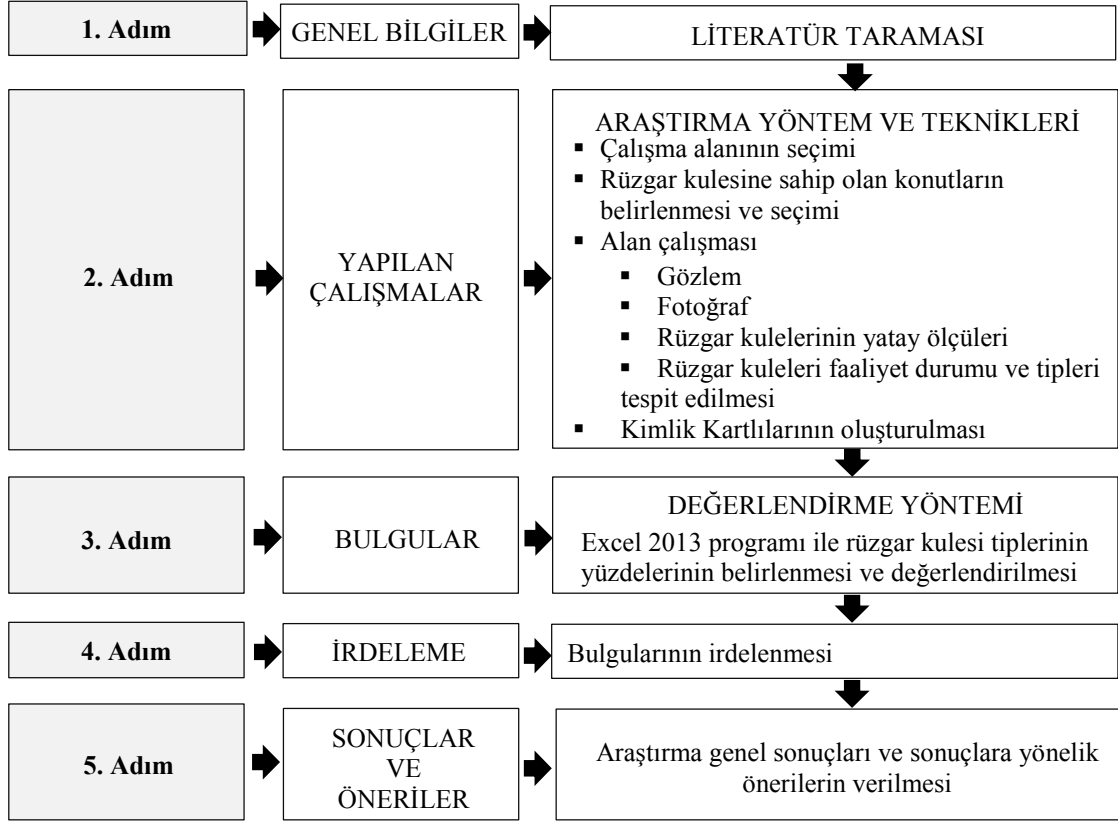 1. Adım
GENEL BİLGİLER
LİTERATÜR TARAMASI
2. Adım
YAPILAN
ÇALIŞMALAR
ARAŞTIRMA YÖNTEM VE TEKNİKLERİ
▪ Çalışma alanının seçimi
▪ Rüzgar kulesine sahip olan konutların
belirlenmesi ve seçimi
▪ Alan çalışması
▪ Gözlem
▪ Fotoğraf
▪ Rüzgar kulelerinin yatay ölçüleri
▪ Rüzgar kuleleri faaliyet durumu ve tipleri
tespit edilmesi
▪ Kimlik Kartlılarının oluşturulması
3. Adım
BULGULAR
DEĞERLENDİRME YÖNTEMİ
Excel 2013 programı ile rüzgar kulesi tiplerinin
yüzdelerinin belirlenmesi ve değerlendirilmesi
4. Adım
İRDELEME
Bulgularının irdelenmesi
5. Adım
SONUÇLAR
VE
ÖNERİLER
Araştırma genel sonuçları ve sonuçlara yönelik
önerilerin verilmesi